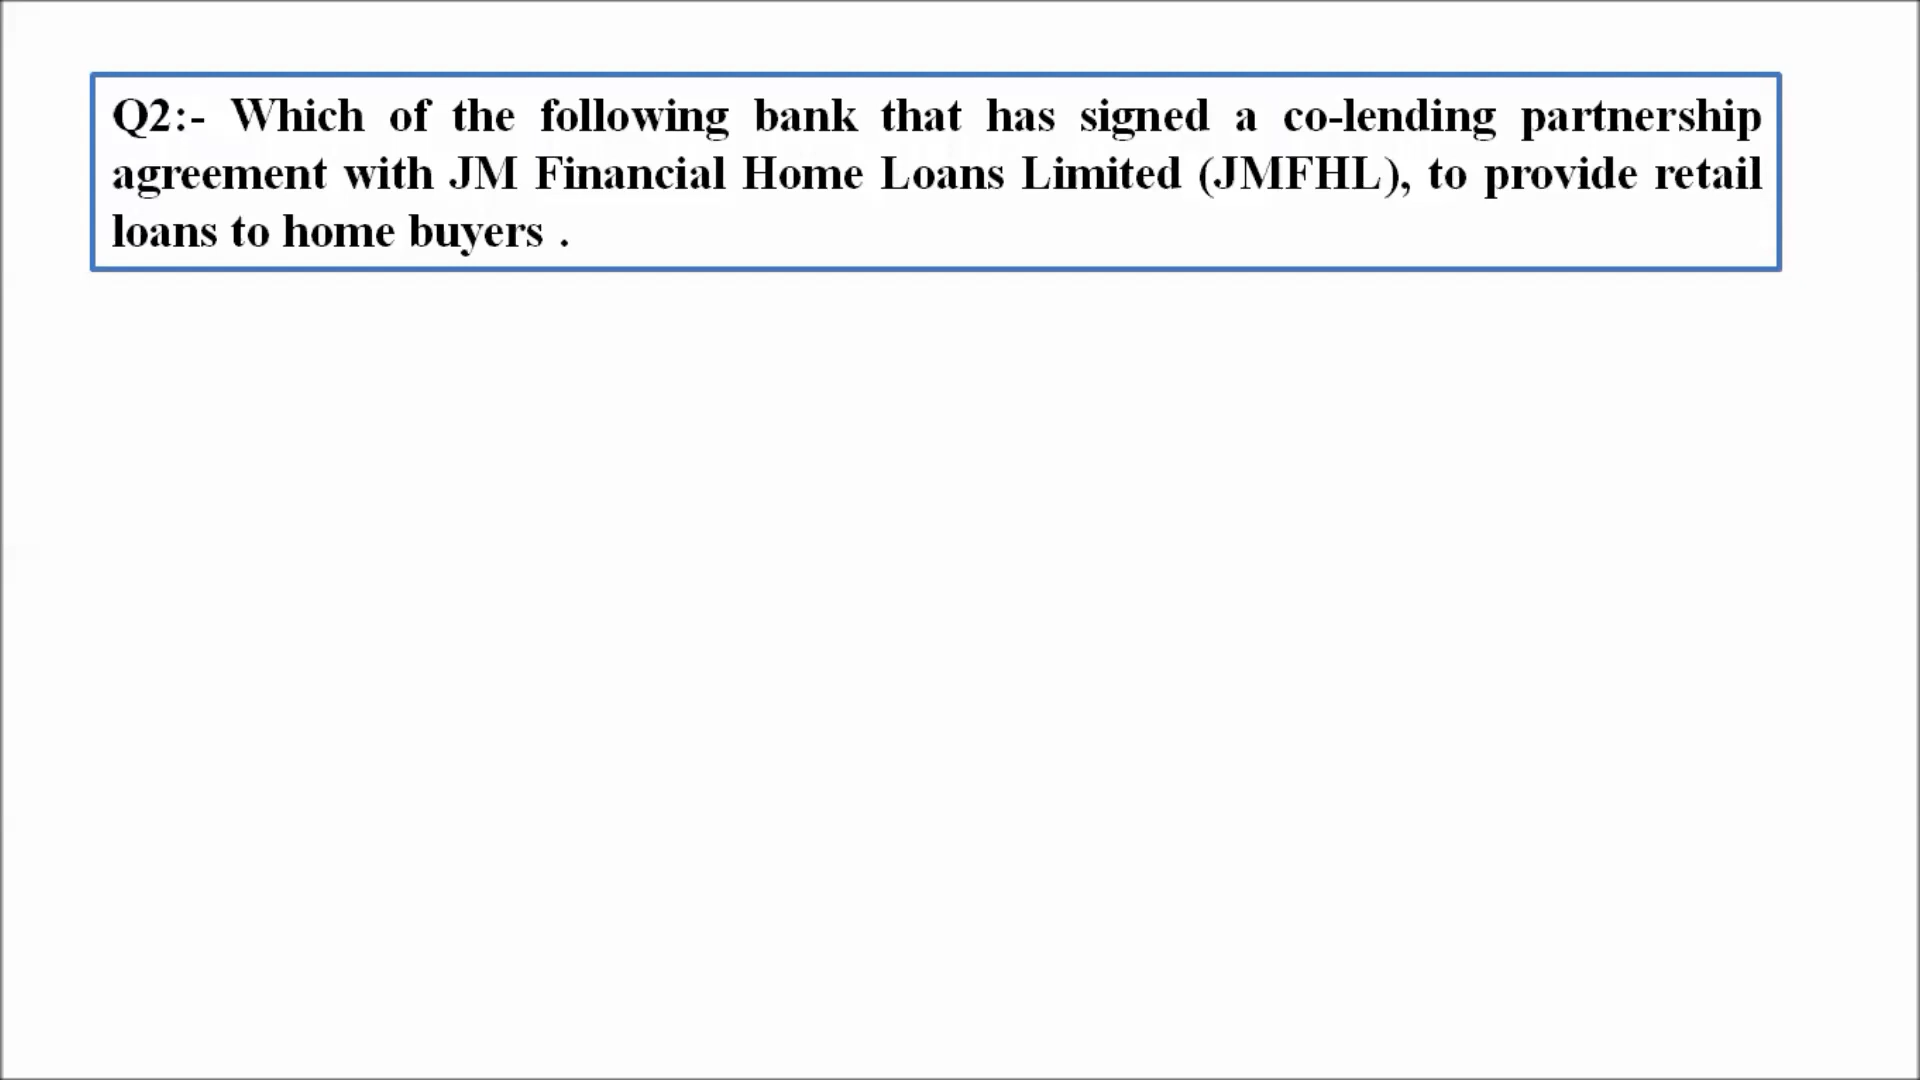 Q2:- Which of the following bank that has signed a co-lending partnership
agreement with JM Financial Home Loans Limited (JMFHL), to provide retail
loans to home buyers .